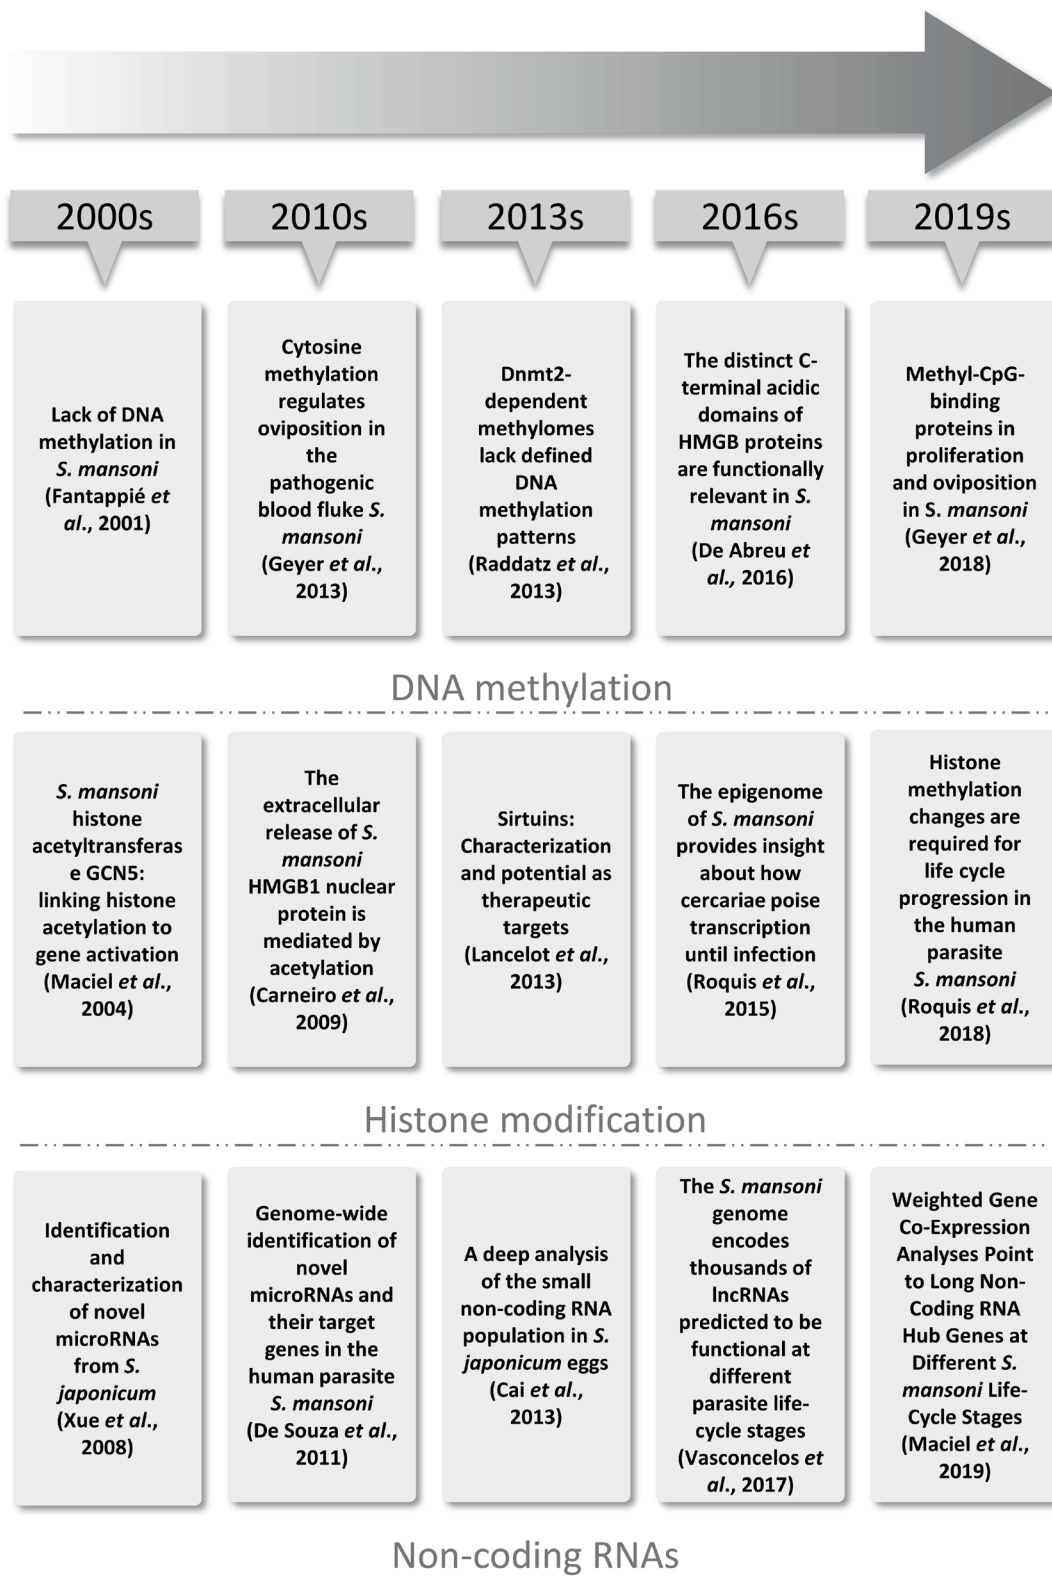 2000s
2010s
2013s
2016s
2019s
Lack of DNA
methylation in
S. mansoni
(Fantappié et
al., 2001)
Cytosine
methylation
regulates
oviposition in
the
pathogenic
blood fluke S.
mansoni
(Geyer et al.,
2013)
Dnmt2-
dependent
methylomes
lack defined
DNA
methylation
patterns
(Raddatz et al.,
2013)
The distinct C-
terminal acidic
domains of
HMGB proteins
are functionally
relevant in S.
mansoni
(De Abreu et
al., 2016)
Methyl-CpG-
binding
proteins in
proliferation
and oviposition
in S. mansoni
(Geyer et al.,
2018)
DNA methylation
S. mansoni
histone
acetyltransferas
e GCN5:
linking histone
acetylation to
gene activation
(Maciel et al.,
2004)
The
extracellular
release of S.
mansoni
HMGB1 nuclear
protein is
mediated by
acetylation
(Carneiro et al.,
2009)
Sirtuins:
Characterization
and potential as
therapeutic
targets
(Lancelot et al.,
2013)
The epigenome
of S. mansoni
provides insight
about how
cercariae poise
transcription
until infection
(Roquis et al.,
2015)
Histone
methylation
changes are
required for
life cycle
progression in
the human
parasite
S. mansoni
(Roquis et al.,
2018)
Histone modification
Identification
and
characterization
of novel
microRNAs
from S.
japonicum
(Xue et al.,
2008)
Genome-wide
identification of
novel
microRNAs and
their target
genes in the
human parasite
S. mansoni
(De Souza et al.,
2011)
A deep analysis
of the small
non-coding RNA
population in S.
japonicum eggs
(Cai et al.,
2013)
The S. mansoni
genome
encodes
thousands of
lncRNAs
predicted to be
functional at
different
parasite life-
cycle stages
(Vasconcelos et
al., 2017)
Weighted Gene
Co-Expression
Analyses Point
to Long Non-
Coding RNA
Hub Genes at
Different S.
mansoni Life-
Cycle Stages
(Maciel et al.,
2019)
Non-coding RNAs